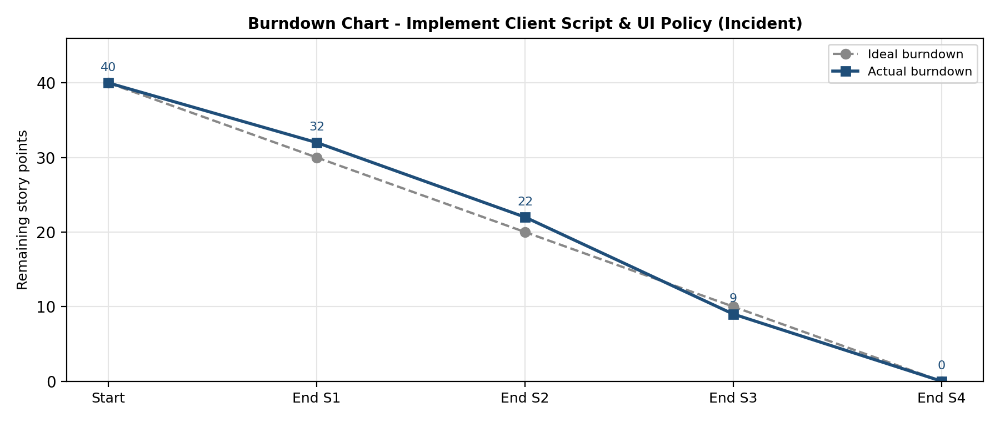 Burndown Chart - Implement Client Script & UI Policy (Incident)
Ideal burndown
Actual burndown
Remaining story points
40
30
20
10
0
40
32
22
9
0
Start
End S1
End S2
End S3
End S4